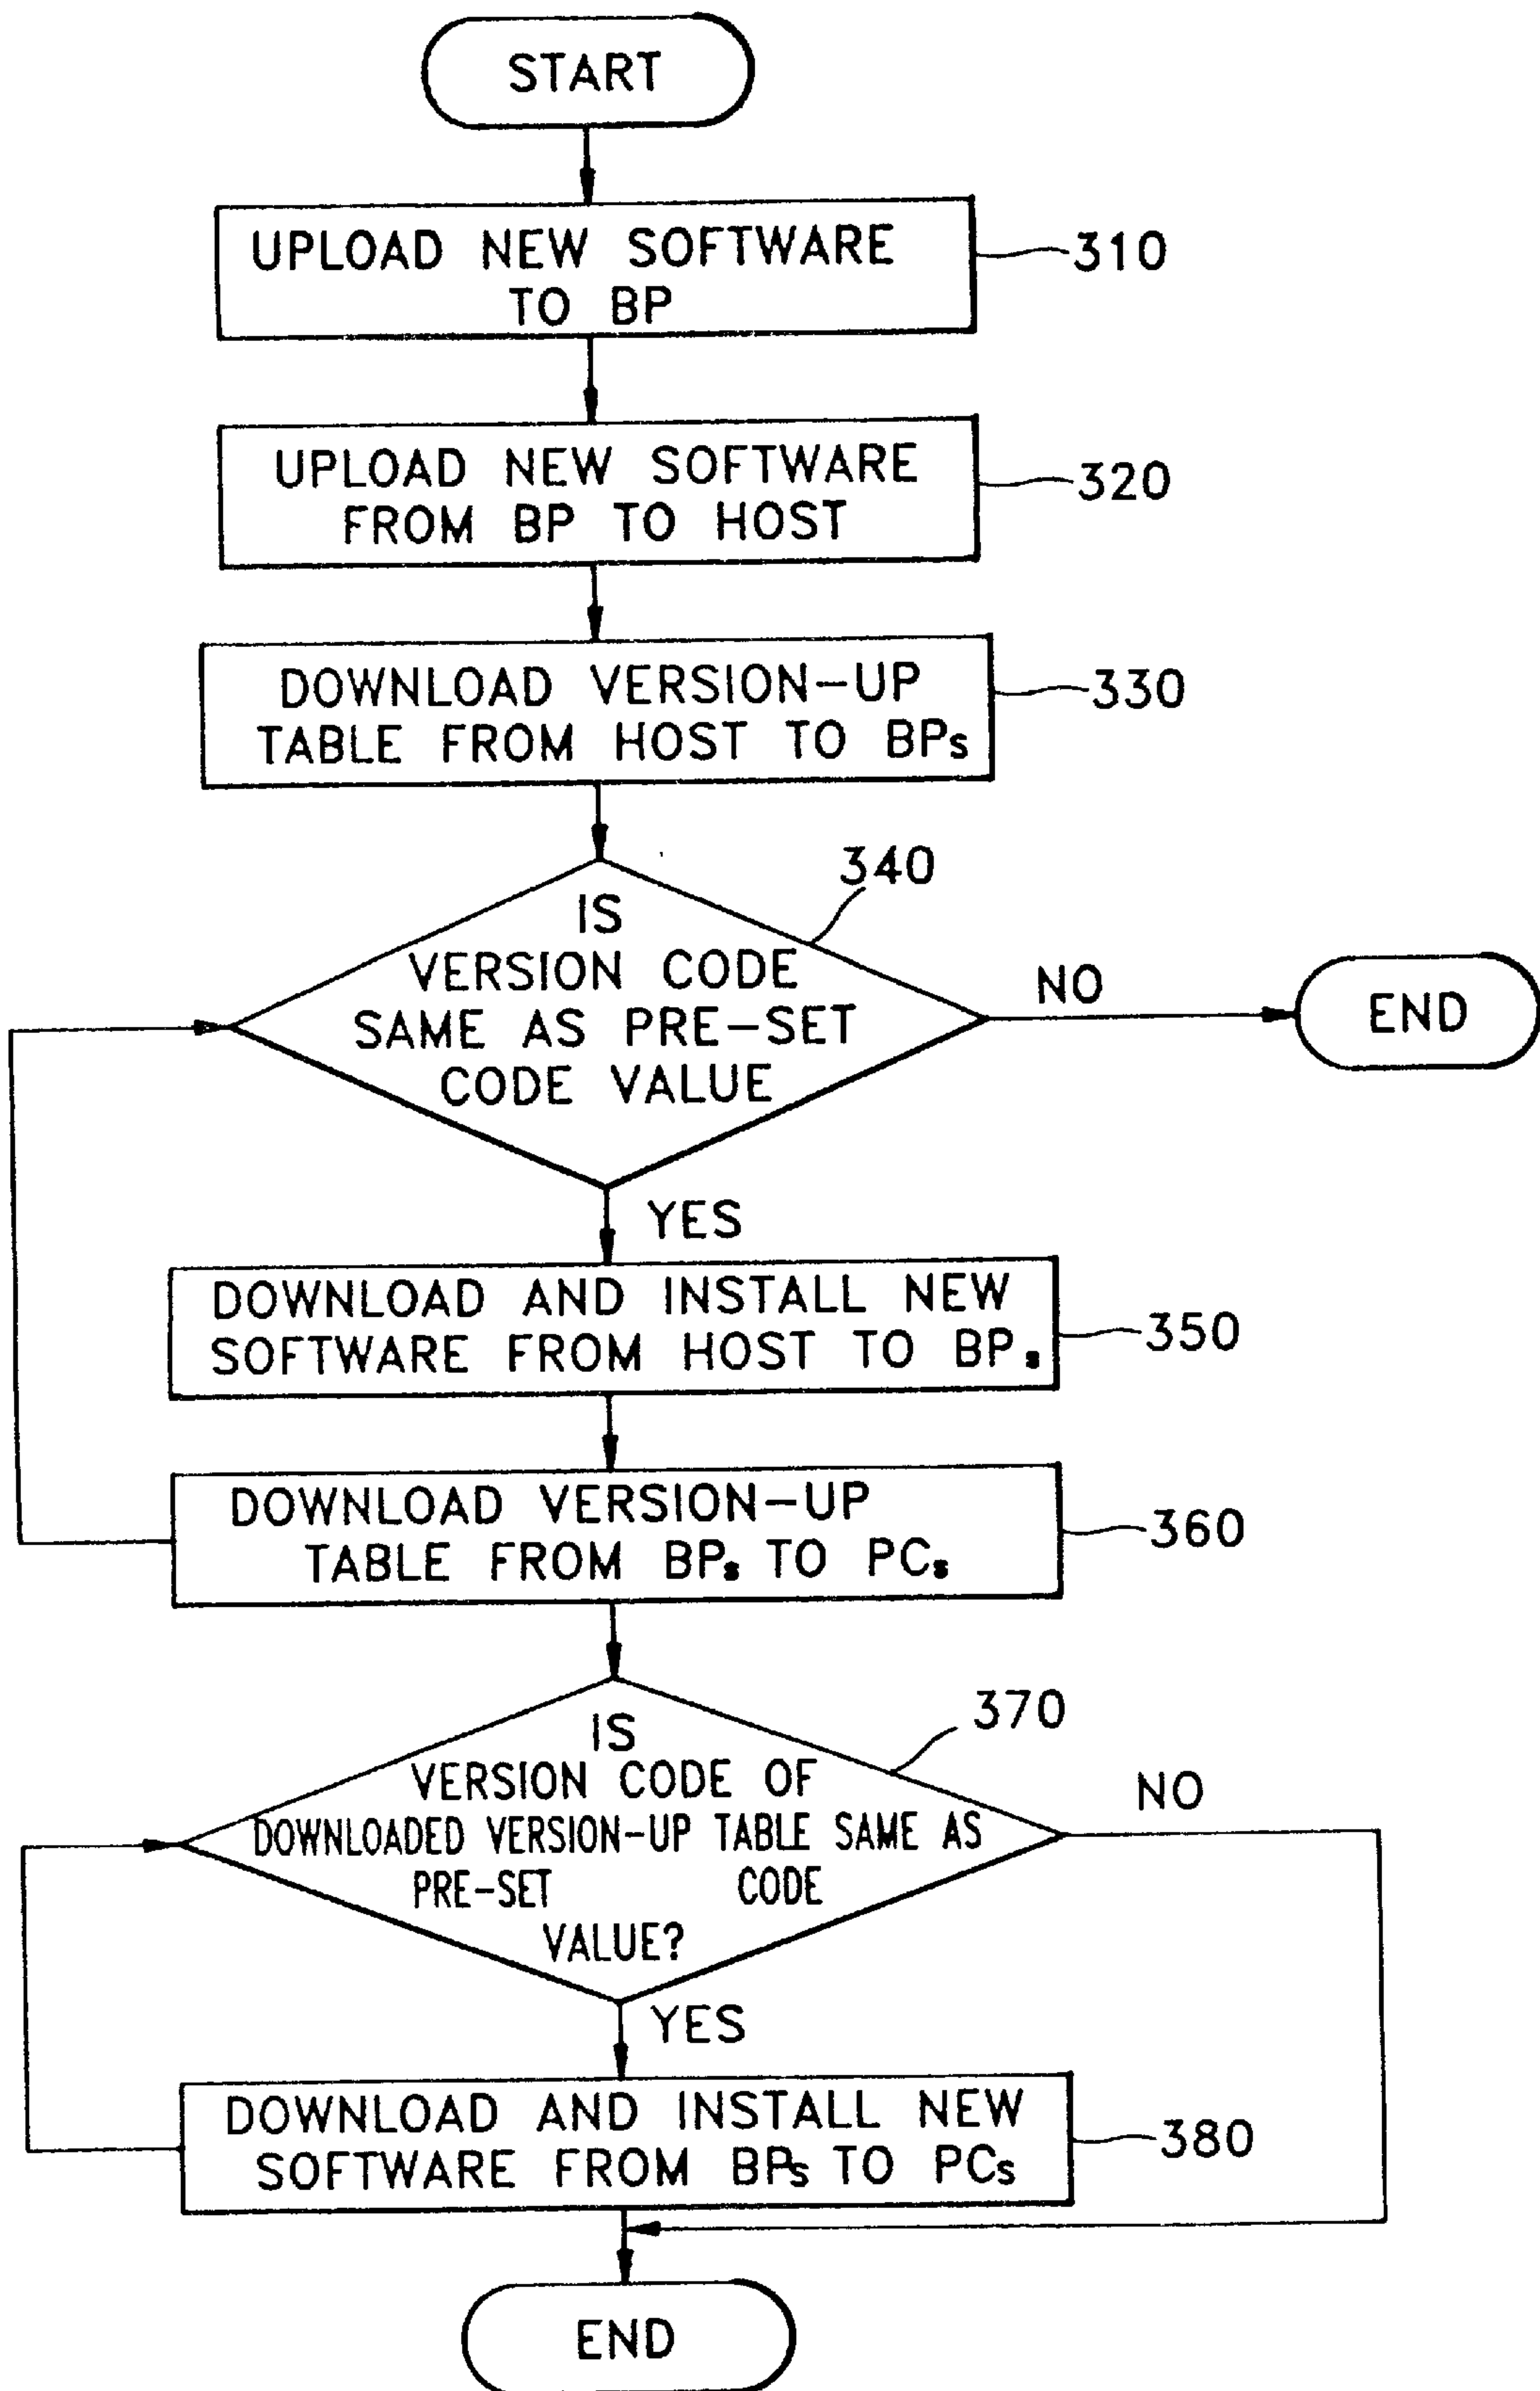 START
UPLOAD NEW SOFTWARE
TO BP
310
UPLOAD NEW SOFTWARE
FROM BP TO HOST
320
DOWNLOAD VERSION-UP
TABLE FROM HOST TO BPs
330
340
IS
VERSION CODE
SAME AS PRE-SET
CODE VALUE
NO
END
YES
DOWNLOAD AND INSTALL NEW
SOFTWARE FROM HOST TO BPs
350
DOWNLOAD VERSION-UP
TABLE FROM BPs TO PCs
360
370
IS
VERSION CODE OF
DOWNLOADED VERSION-UP TABLE SAME AS
PRE-SET CODE
VALUE?
NO
YES
DOWNLOAD AND INSTALL NEW
SOFTWARE FROM BPs TO PCs
380
END